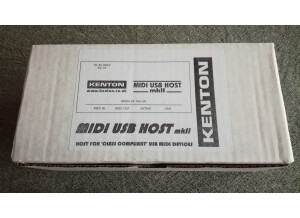 KENTON
www.kenton.co.uk
MIDI USB HOST
mkII
KENTON
MIDI USB HOST mkII
HOST FOR 'CLASS COMPLIANT' USB MIDI DEVICES